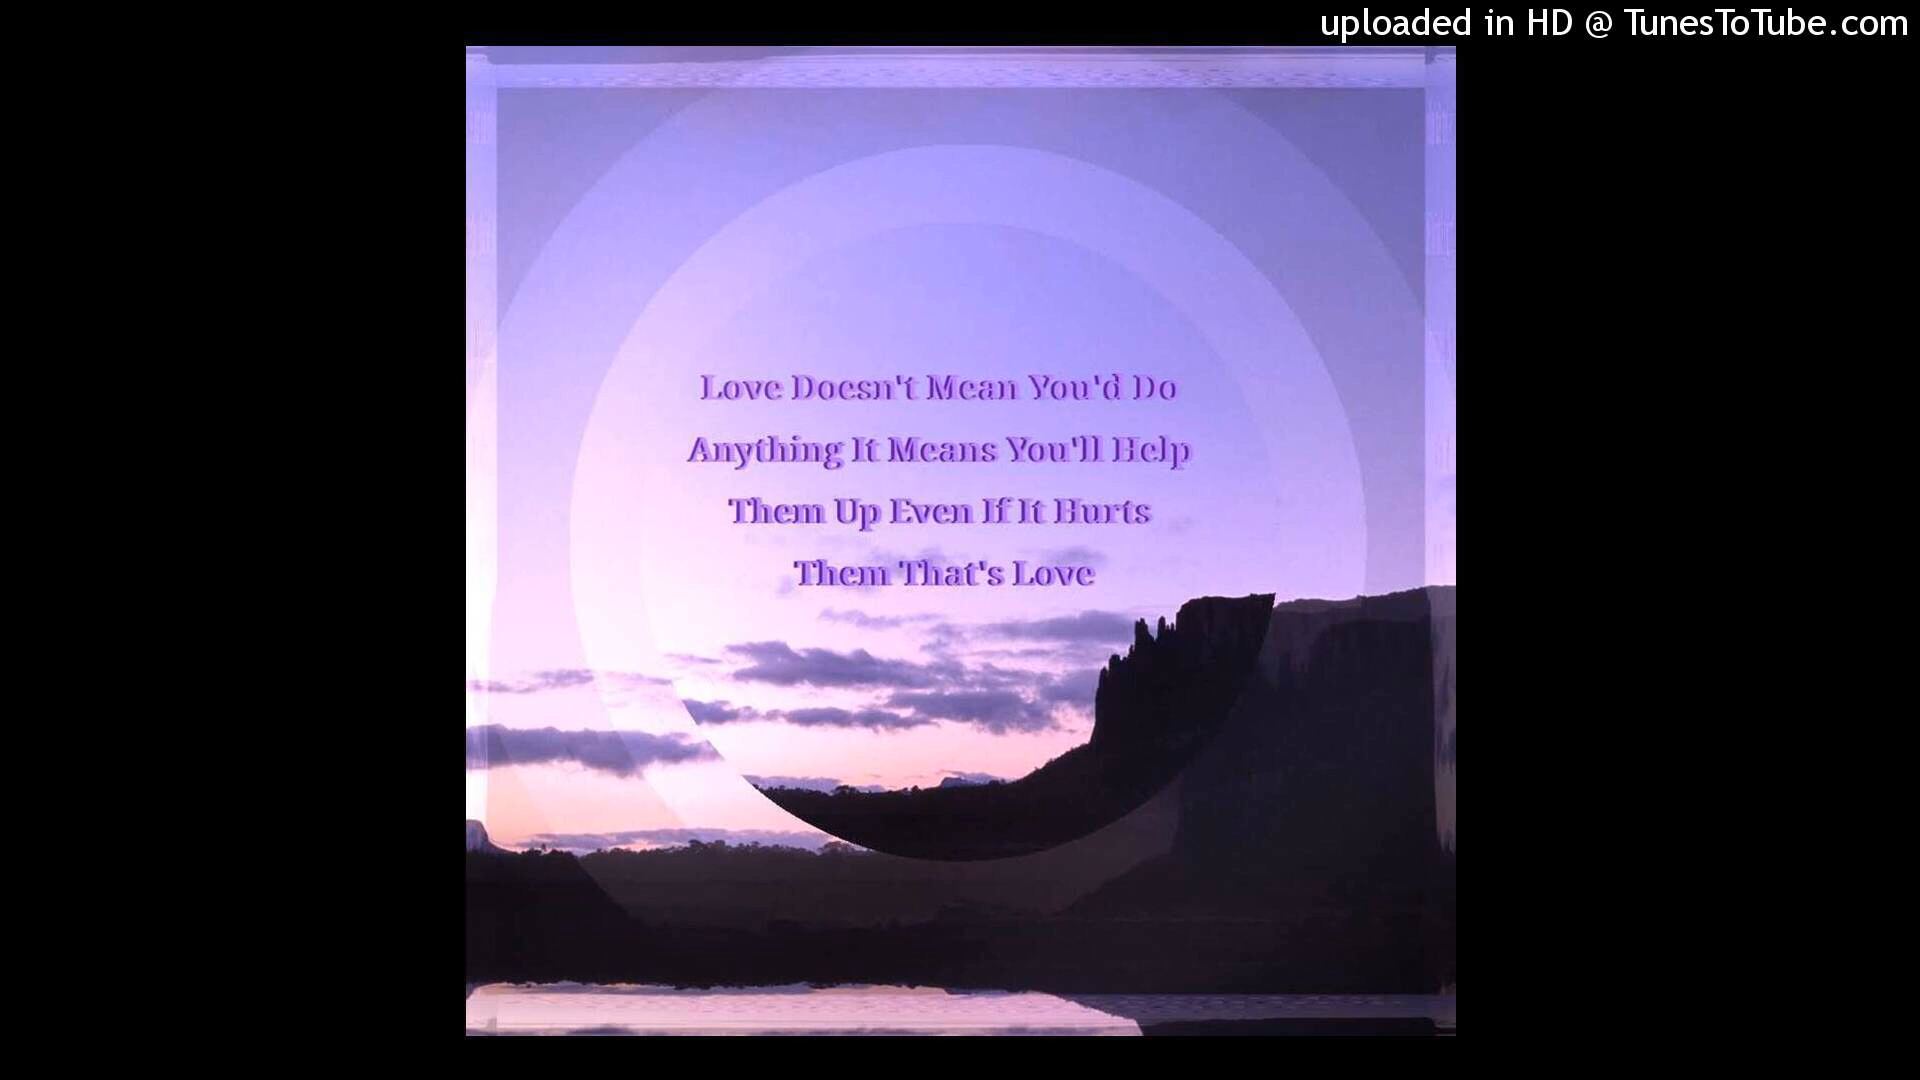 uploaded in HD @ TunesToTube.com
Love Doesn't Mean You'd Do
Anything It Means You'll Help
Them Up Even If It Hurts
Them That's Love